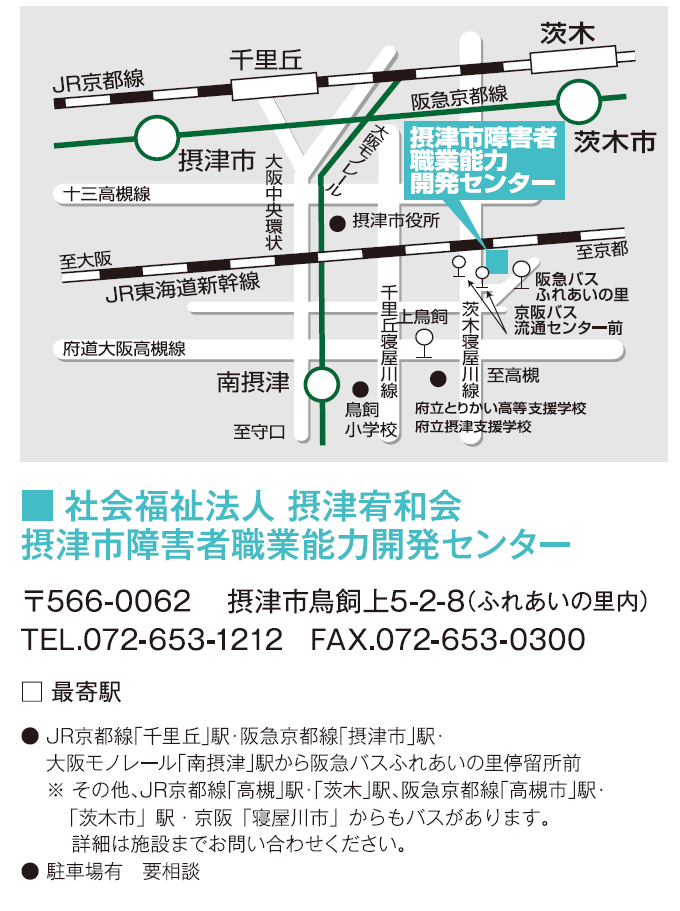 茨木
千里丘
JR京都線
阪急京都線
摂津市
茨木市
大阪モノレール
摂津市障害者
職業能力
開発センター
大阪中央環状
十三高槻線
摂津市役所
至大阪
至京都
JR東海道新幹線
阪急バス
ふれあいの里
京阪バス
流通センター前
千里丘寝屋川線
上鳥飼
茨木寝屋川線
府道大阪高槻線
南摂津
至高槻
鳥飼
小学校
府立とりかい高等支援学校
府立摂津支援学校
至守口
■ 社会福祉法人 摂津宥和会
摂津市障害者職業能力開発センター
〒566-0062 摂津市鳥飼上5-2-8(ふれあいの里内)
TEL.072-653-1212 FAX.072-653-0300
□ 最寄駅
● JR京都線「千里丘」駅・阪急京都線「摂津市」駅・
大阪モノレール「南摂津」駅から阪急バスふれあいの里停留所前
※ その他、JR京都線「高槻」駅・「茨木」駅、阪急京都線「高槻市」駅・
「茨木市」駅・京阪「寝屋川市」からもバスがあります。
詳細は施設までお問い合わせください。
● 駐車場有 要相談